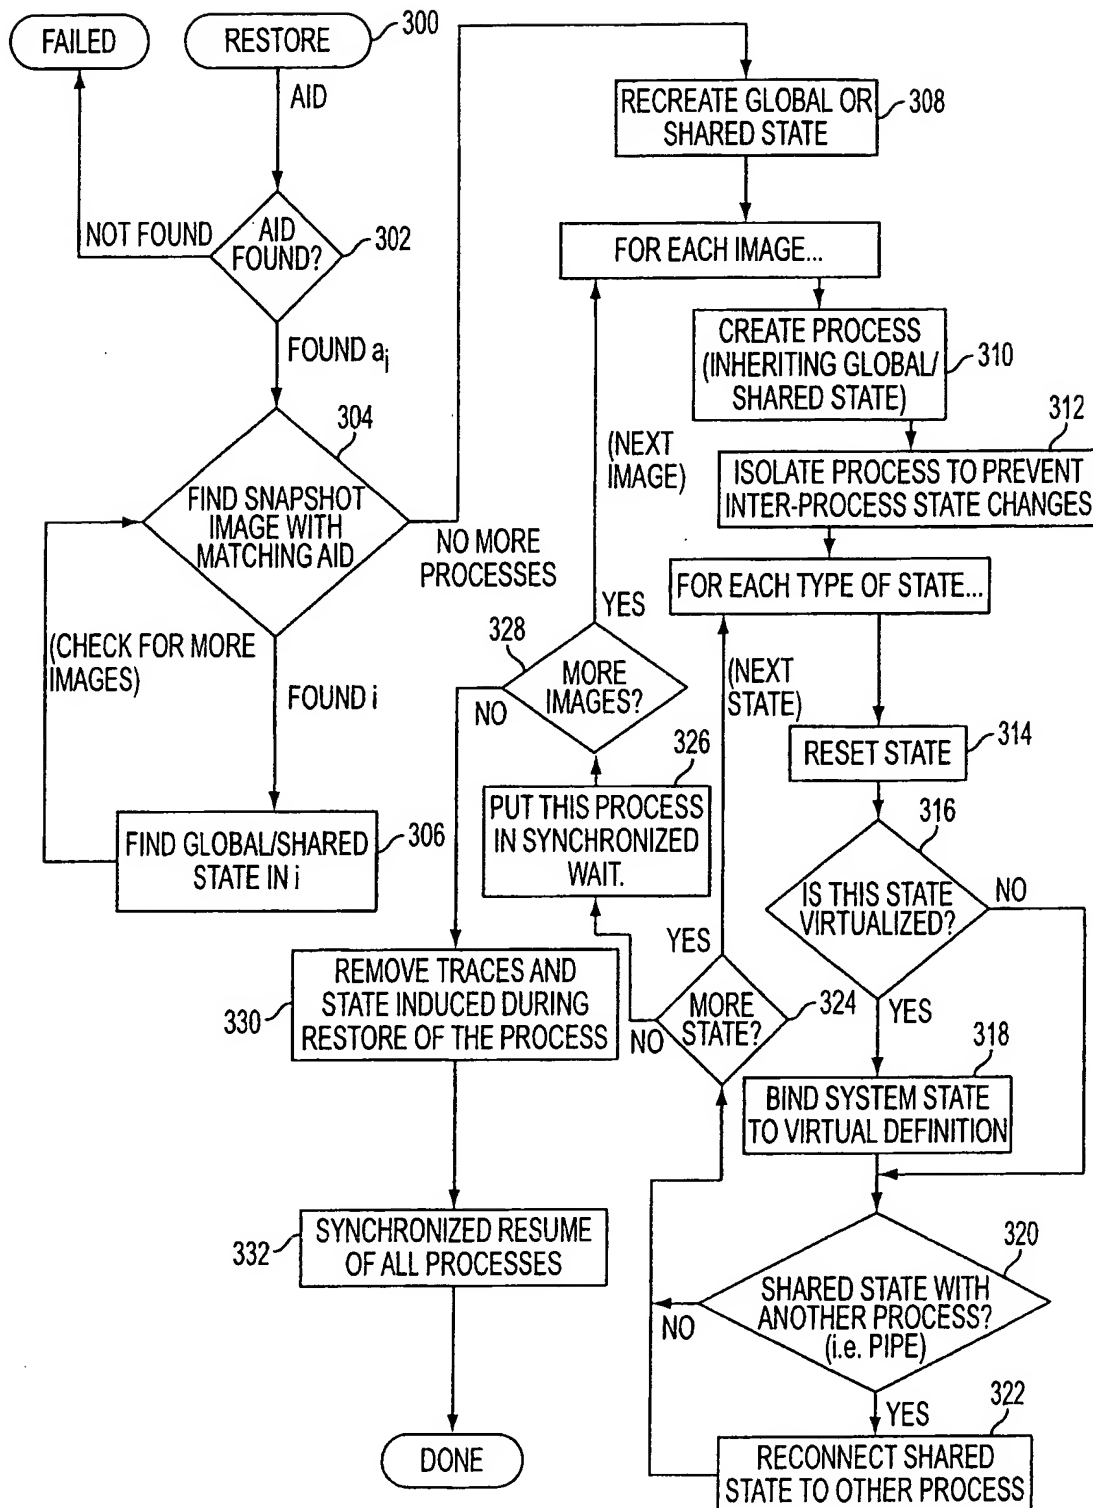 FAILED
RESTORE
300
AID
NOT FOUND
AID
FOUND?
302
FOUND ai
304
FIND SNAPSHOT
IMAGE WITH
MATCHING AID
NO MORE
PROCESSES
(CHECK FOR MORE
IMAGES)
FOUND i
FIND GLOBAL/SHARED
STATE IN i
306
RECREATE GLOBAL OR
SHARED STATE
308
FOR EACH IMAGE...
CREATE PROCESS
(INHERITING GLOBAL/
SHARED STATE)
310
312
ISOLATE PROCESS TO PREVENT
INTER-PROCESS STATE CHANGES
(NEXT
IMAGE)
FOR EACH TYPE OF STATE...
YES
328
MORE
IMAGES?
NO
(NEXT
STATE)
RESET STATE
314
326
PUT THIS PROCESS
IN SYNCHRONIZED
WAIT.
316
IS THIS STATE
VIRTUALIZED?
NO
YES
YES
MORE
STATE?
324
NO
318
BIND SYSTEM STATE
TO VIRTUAL DEFINITION
330
REMOVE TRACES AND
STATE INDUCED DURING
RESTORE OF THE PROCESS
332
SYNCHRONIZED RESUME
OF ALL PROCESSES
320
SHARED STATE WITH
ANOTHER PROCESS?
(i.e. PIPE)
NO
YES
322
RECONNECT SHARED
STATE TO OTHER PROCESS
DONE